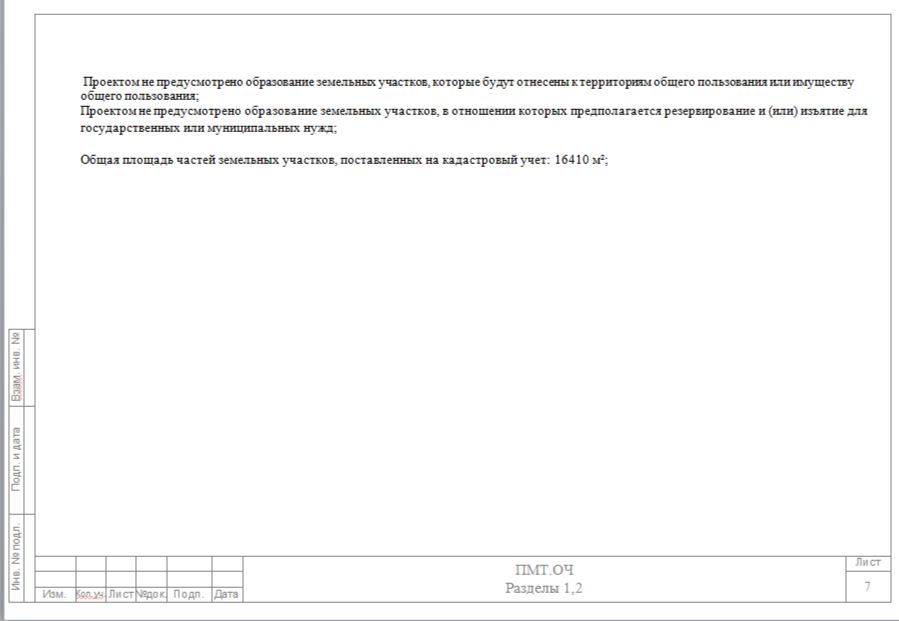 Проектом не предусмотрено образование земельных участков, которые будут отнесены к территориям общего пользования или имуществу
общего пользования;
Проектом не предусмотрено образование земельных участков, в отношении которых предполагается резервирование и (или) изъятие для
государственных или муниципальных нужд;
Общая площадь частей земельных участков, поставленных на кадастровый учет: 16410 м²;
Взам. инв. №
Подп. и дата
Инв. № подл.
ПМТ.ОЧ
Разделы 1,2
Лист
7
Изм. Кол.уч. Лист №док. Подп. Дата